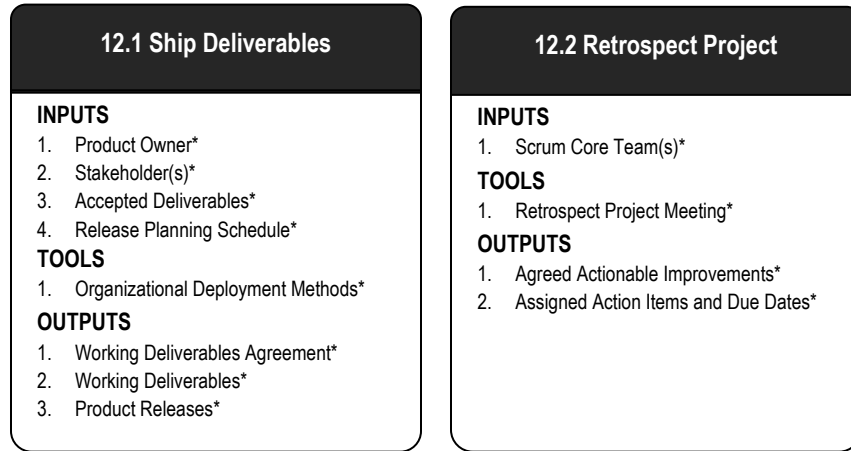 12.1 Ship Deliverables
INPUTS
1. Product Owner*
2. Stakeholder(s)*
3. Accepted Deliverables*
4. Release Planning Schedule*
TOOLS
1. Organizational Deployment Methods*
OUTPUTS
1. Working Deliverables Agreement*
2. Working Deliverables*
3. Product Releases*
12.2 Retrospect Project
INPUTS
1. Scrum Core Team(s)*
TOOLS
1. Retrospect Project Meeting*
OUTPUTS
1. Agreed Actionable Improvements*
2. Assigned Action Items and Due Dates*